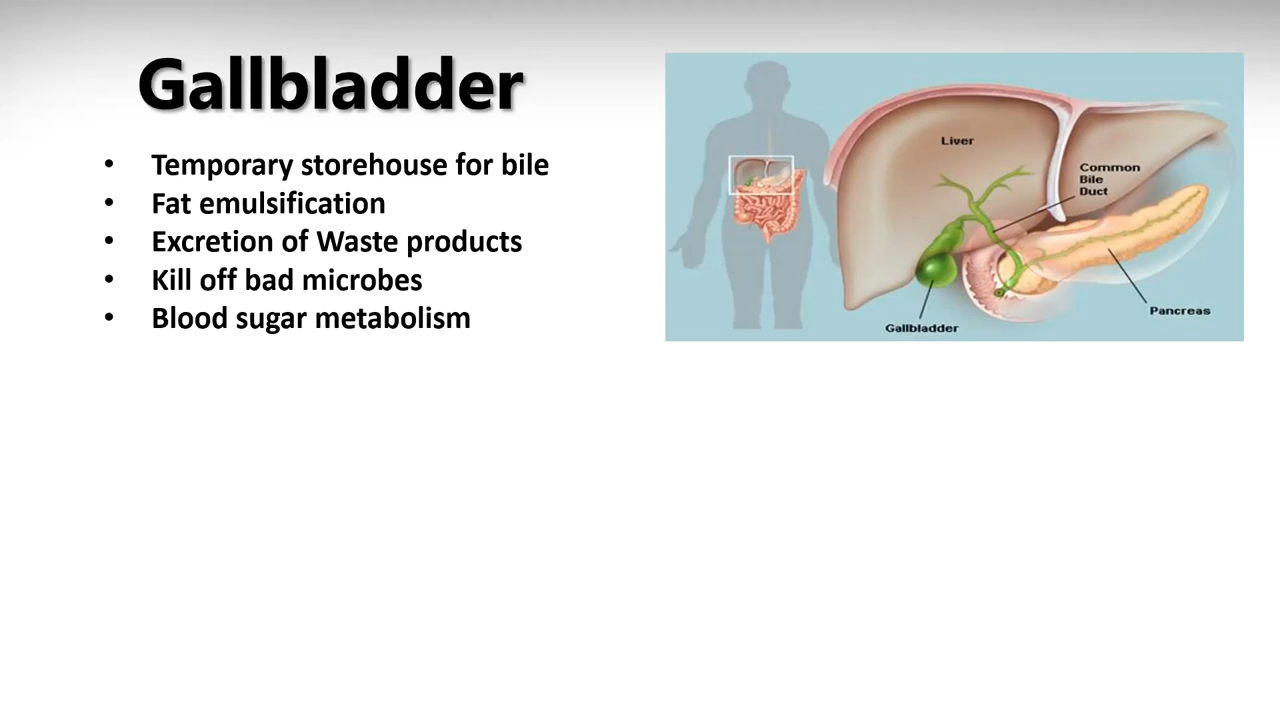 Gallbladder
• Temporary storehouse for bile
• Fat emulsification
• Excretion of Waste products
• Kill off bad microbes
• Blood sugar metabolism
Liver
Common
Bile
Duct
Pancreas
Gallbladder